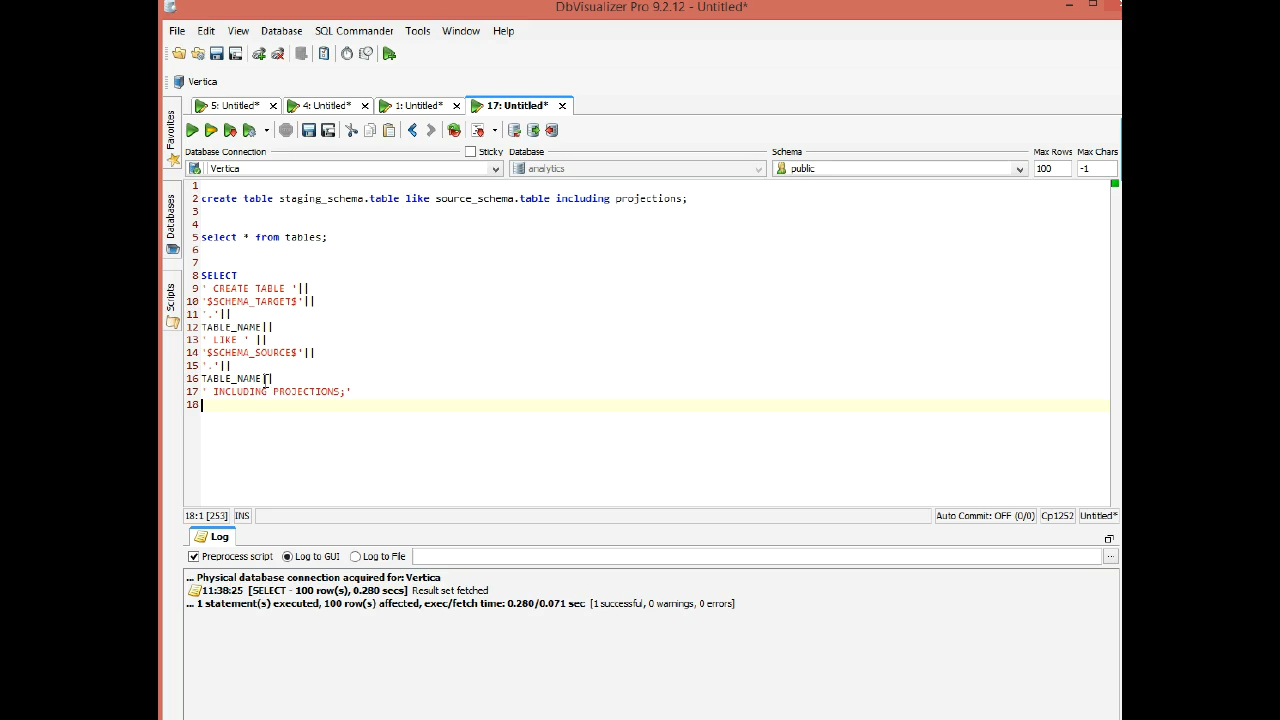 DbVisualizer Pro 9.2.12 - Untitled*
File Edit View Database SQL Commander Tools Window Help
Vertica
5: Untitled* 4: Untitled* 1: Untitled* 17: Untitled*
Favorites
Databases
Scripts
Database Connection Sticky Database Schema Max Rows Max Chars
Vertica analytics public 100 -1
1
2 create table staging_schema.table like source_schema.table including projections;
3
4
5 select * from tables;
6
7
8 SELECT
9 ' CREATE TABLE '||
10 '$SCHEMA_TARGET$'||
11 '.'||
12 TABLE_NAME||
13 ' LIKE ' ||
14 '$SCHEMA_SOURCE$'||
15 '.'||
16 TABLE_NAME||
17 ' INCLUDING PROJECTIONS;'
18
18:1 [253] INS Auto Commit: OFF (0/0) Cp1252 Untitled*
Log
Preprocess script Log to GUI Log to File ...
... Physical database connection acquired for: Vertica
11:38:25 [SELECT - 100 row(s), 0.280 secs] Result set fetched
... 1 statement(s) executed, 100 row(s) affected, exec/fetch time: 0.280/0.071 sec [1 successful, 0 warnings, 0 errors]